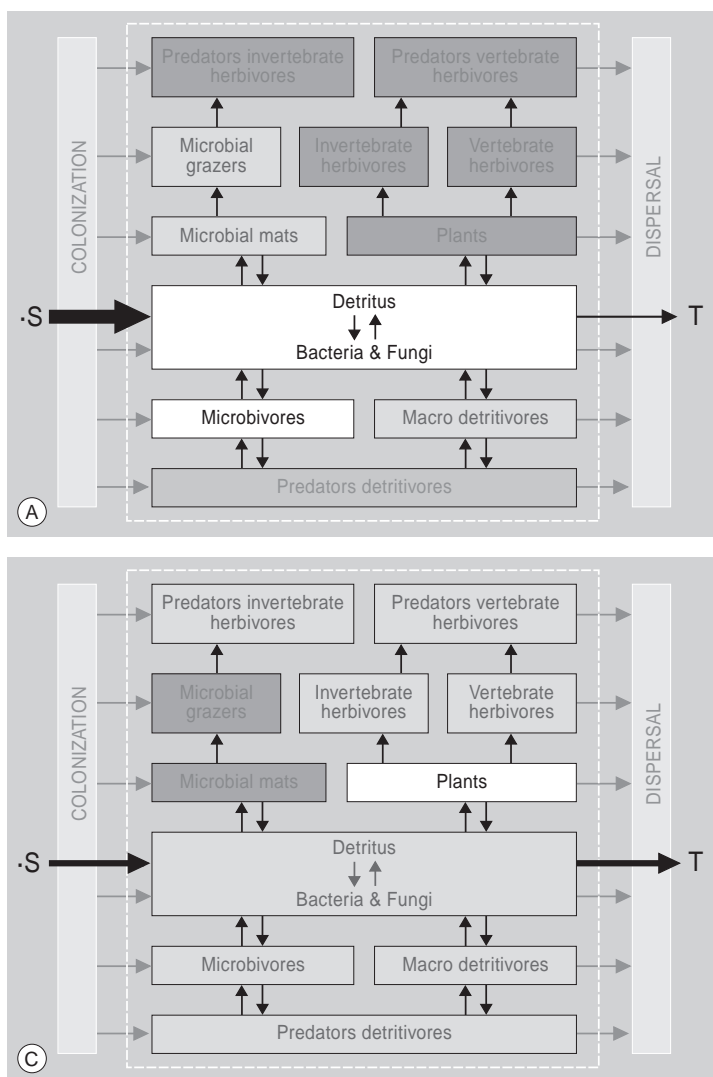 Predators invertebrate
herbivores
Predators vertebrate
herbivores
COLONIZATION
Microbial
grazers
Invertebrate
herbivores
Vertebrate
herbivores
DISPERSAL
Microbial mats
Plants
·S
Detritus
Bacteria & Fungi
T
Microbivores
Macro detritivores
Predators detritivores
A
Predators invertebrate
herbivores
Predators vertebrate
herbivores
COLONIZATION
Microbial
grazers
Invertebrate
herbivores
Vertebrate
herbivores
DISPERSAL
Microbial mats
Plants
·S
Detritus
Bacteria & Fungi
T
Microbivores
Macro detritivores
Predators detritivores
C